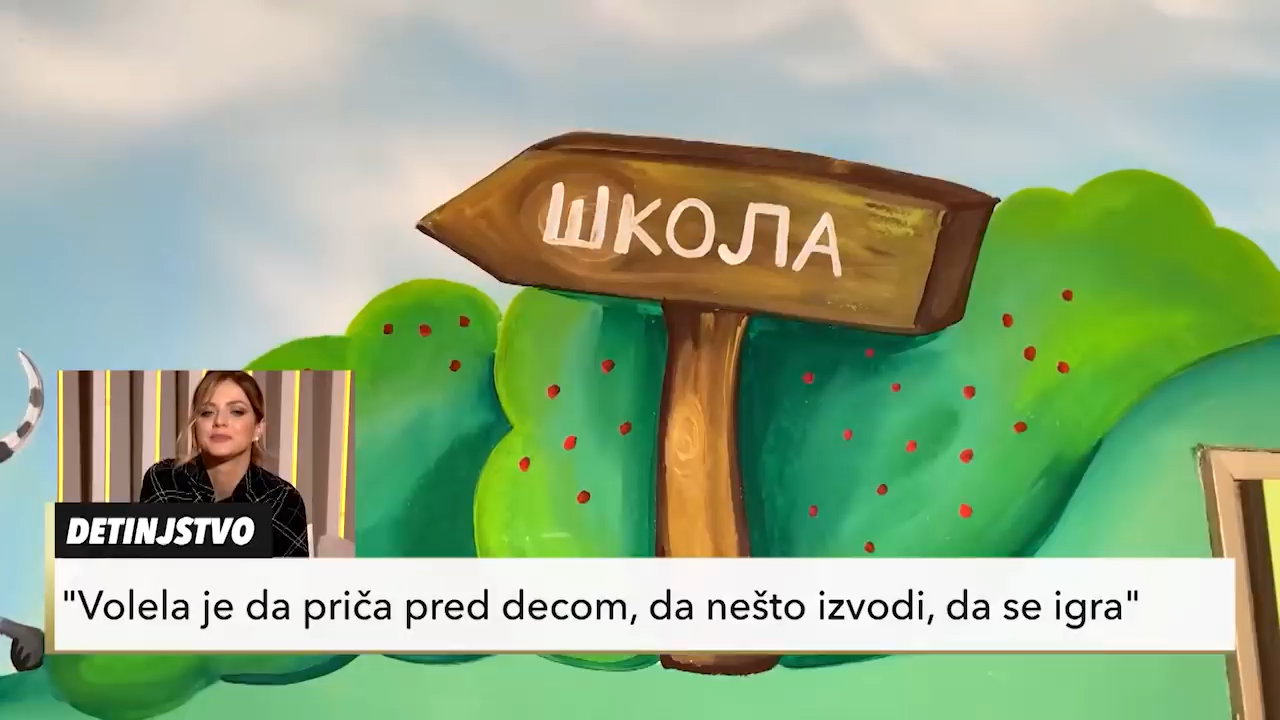 ШКОЛА
DETINJSTVO
"Volela je da priča pred decom, da nešto izvodi, da se igra"